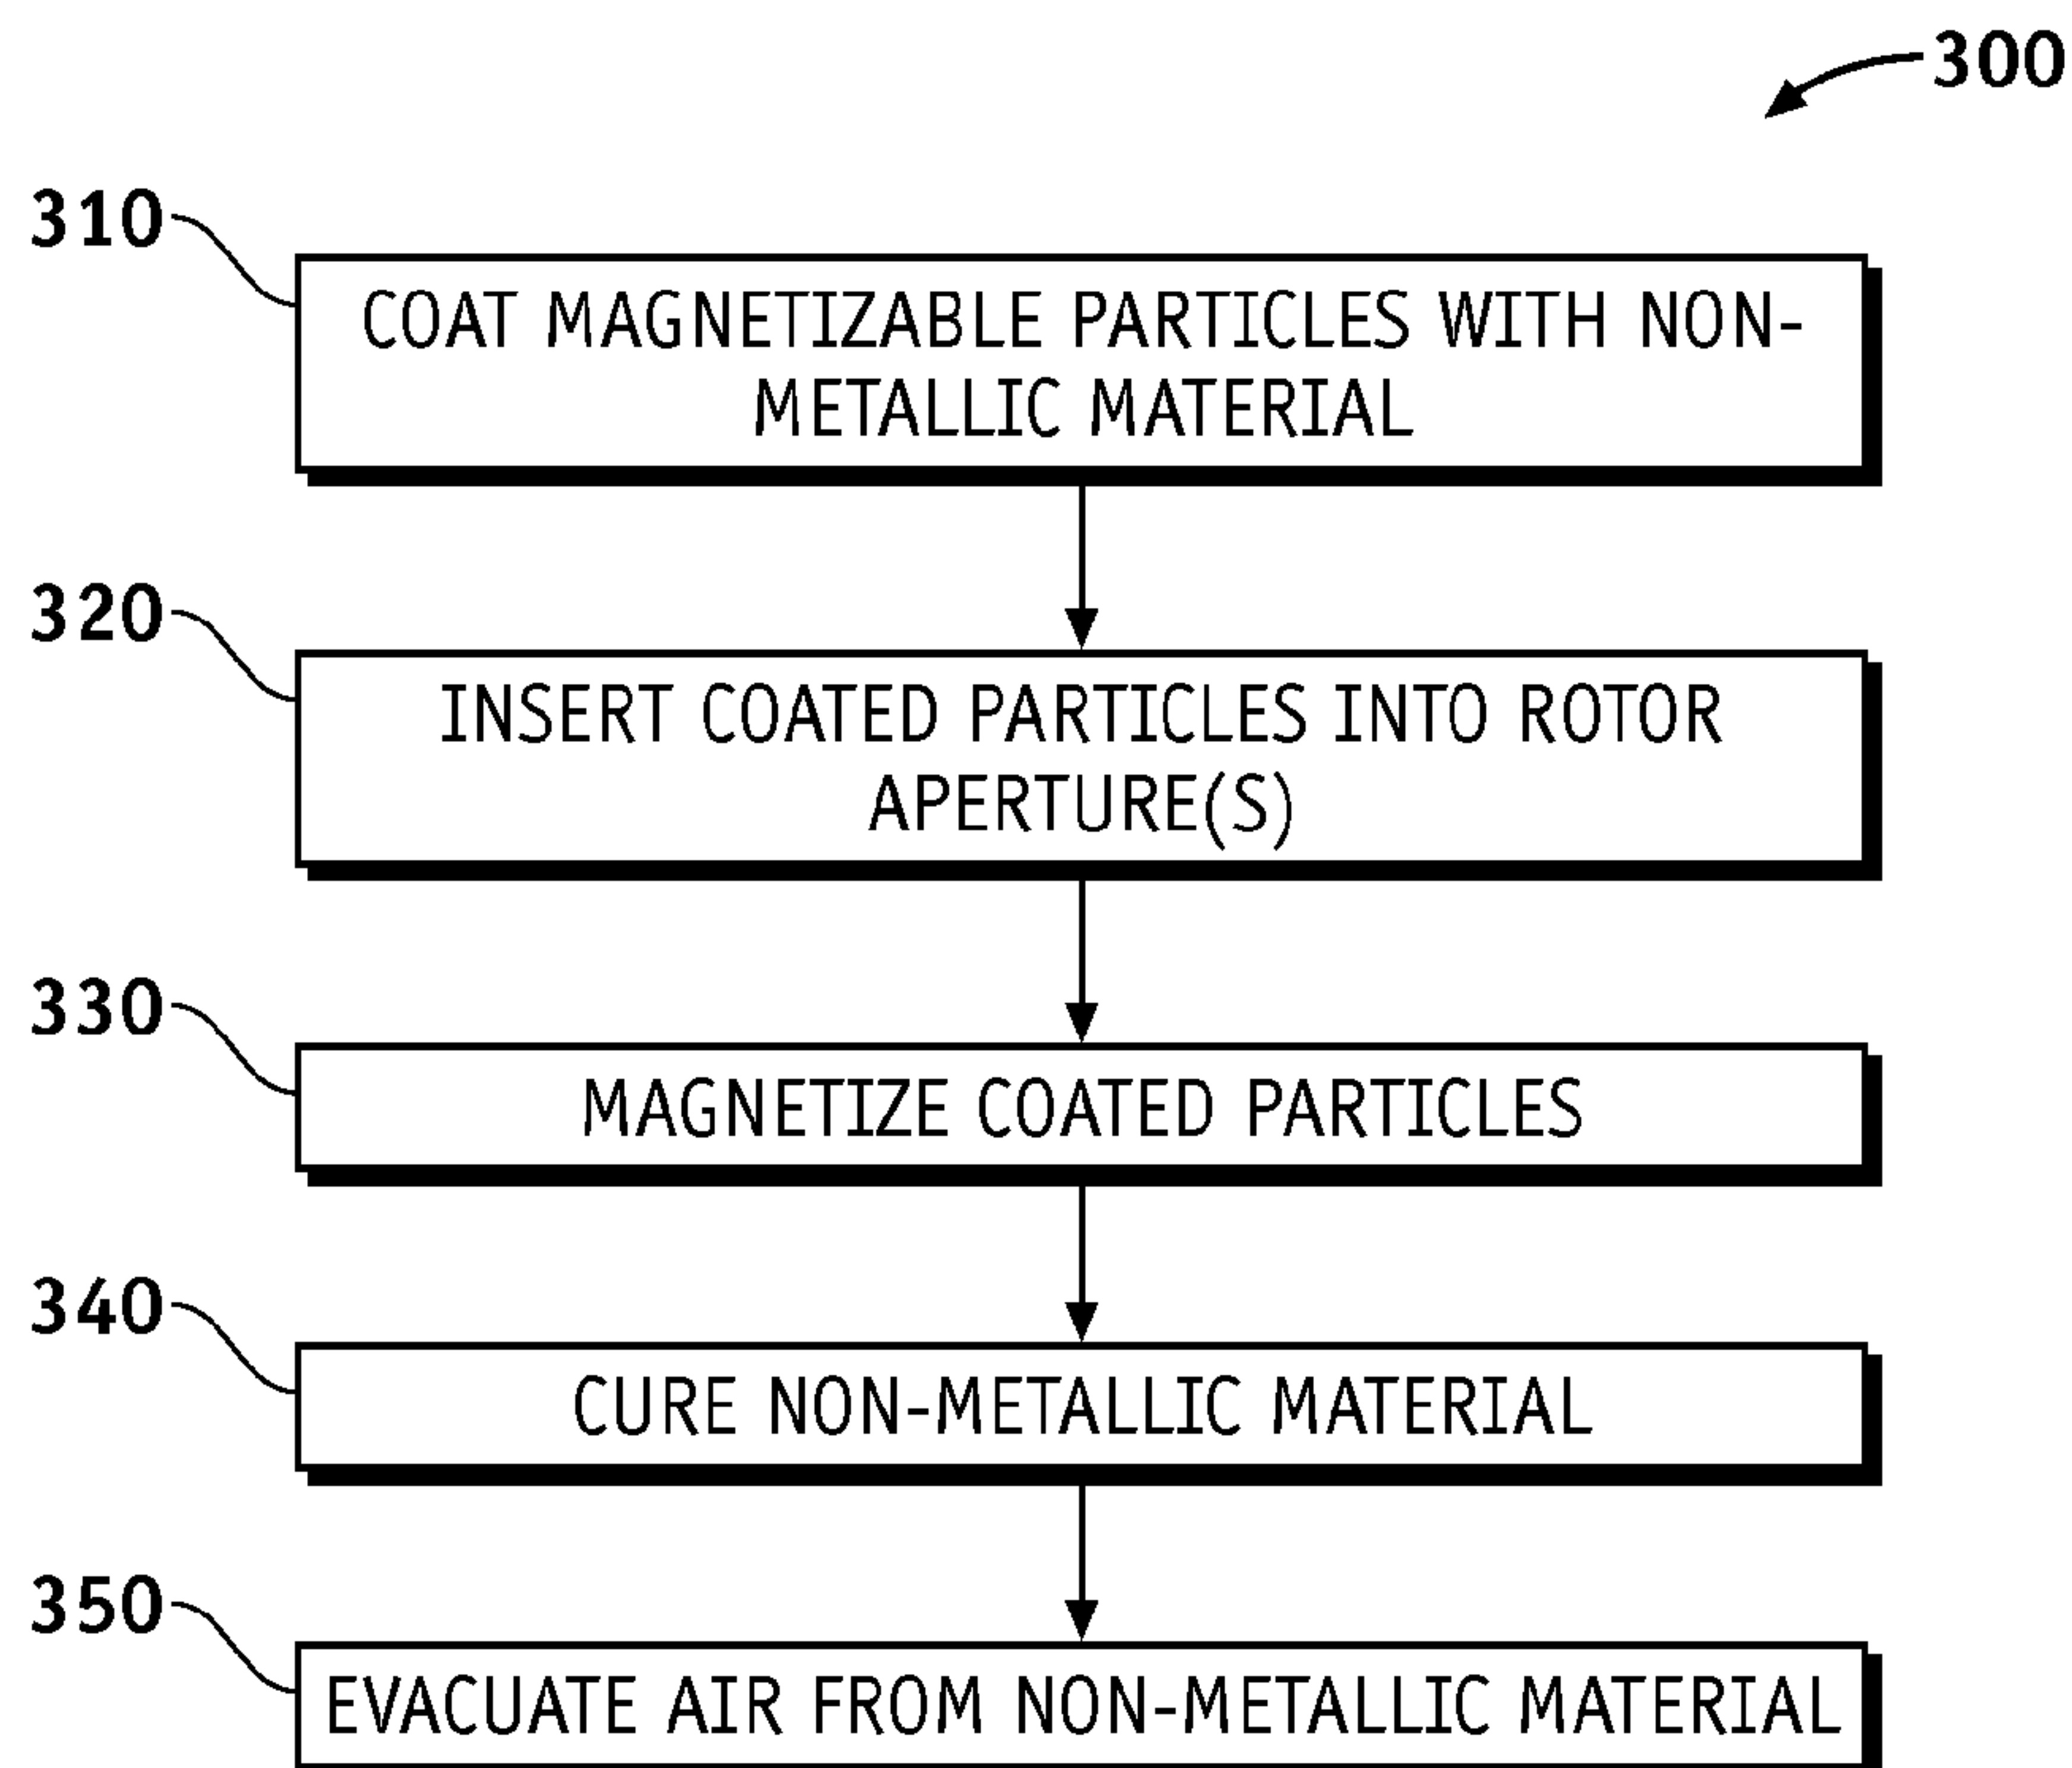 300
310
COAT MAGNETIZABLE PARTICLES WITH NON-
METALLIC MATERIAL
320
INSERT COATED PARTICLES INTO ROTOR
APERTURE(S)
330
MAGNETIZE COATED PARTICLES
340
CURE NON-METALLIC MATERIAL
350
EVACUATE AIR FROM NON-METALLIC MATERIAL